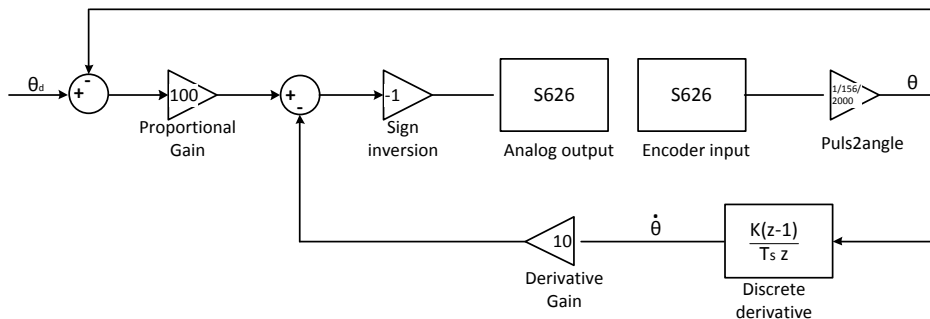 -
θd
+
100
Proportional
Gain
+
-
-1
Sign
inversion
S626
Analog output
S626
Encoder input
1/156/
2000
Puls2angle
θ
10
Derivative
Gain
θ̇
K(z-1)
Ts z
Discrete
derivative